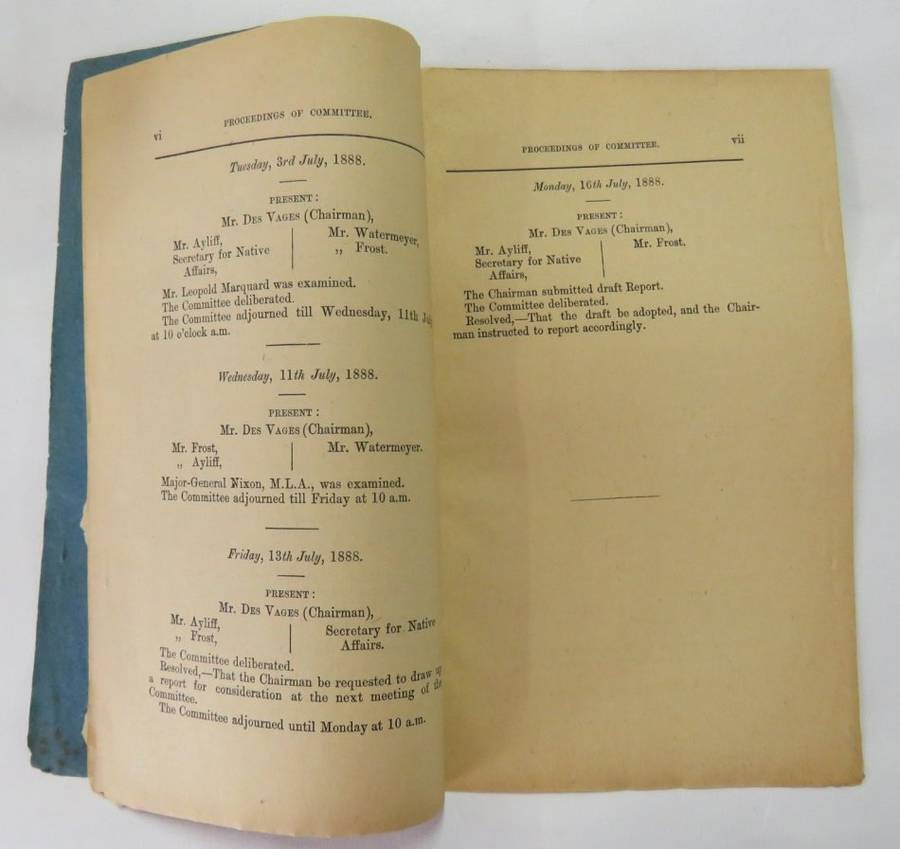 vi
PROCEEDINGS OF COMMITTEE.
Tuesday, 3rd July, 1888.
PRESENT:
Mr. DES VAGES (Chairman),
Mr. Ayliff,
Secretary for Native
Affairs,
Mr. Watermeyer,
„ Frost.
Mr. Leopold Marquard was examined.
The Committee deliberated.
The Committee adjourned till Wednesday, 11th July
at 10 o'clock a.m.
Wednesday, 11th July, 1888.
PRESENT:
Mr. DES VAGES (Chairman),
Mr. Frost,
„ Ayliff,
Mr. Watermeyer.
Major-General Nixon, M.L.A., was examined.
The Committee adjourned till Friday at 10 a.m.
Friday, 13th July, 1888.
PRESENT:
Mr. DES VAGES (Chairman),
Mr. Ayliff,
„ Frost,
Secretary for Native
Affairs.
The Committee deliberated.
Resolved,—That the Chairman be requested to draw up
a report for consideration at the next meeting of the
Committee.
The Committee adjourned until Monday at 10 a.m.
PROCEEDINGS OF COMMITTEE.
vii
Monday, 16th July, 1888.
PRESENT:
Mr. DES VAGES (Chairman),
Mr. Ayliff,
Secretary for Native
Affairs,
Mr. Frost.
The Chairman submitted draft Report.
The Committee deliberated.
Resolved,—That the draft be adopted, and the Chair-
man instructed to report accordingly.